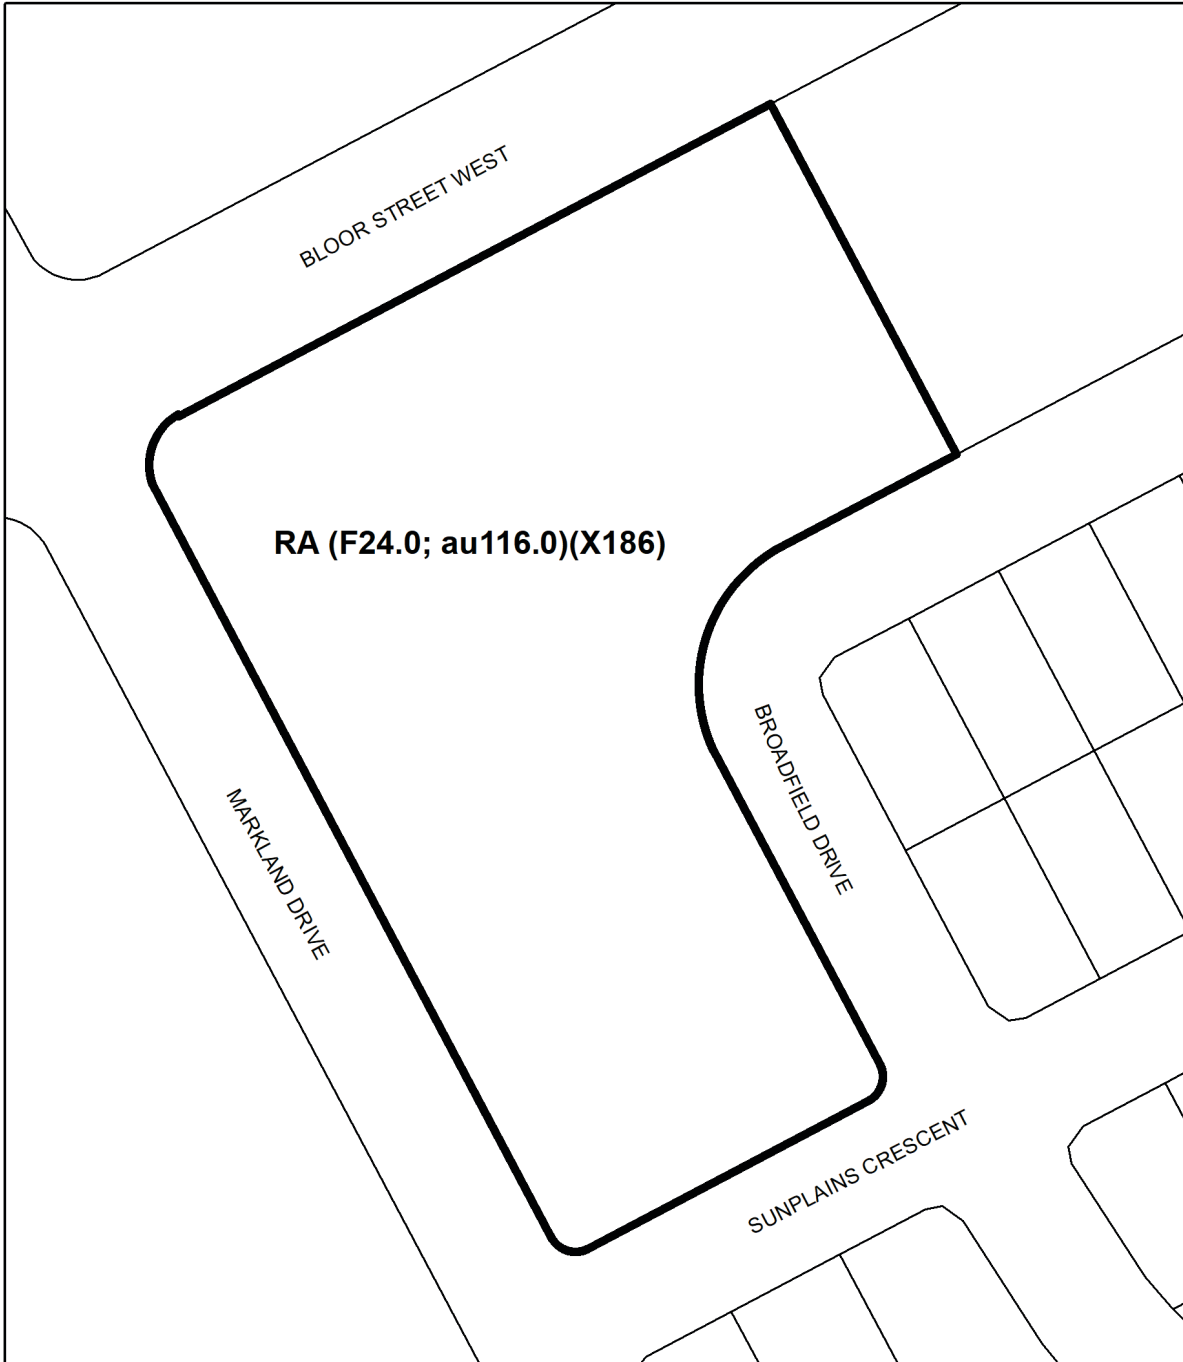 BLOOR STREET WEST
RA (F24.0; au116.0)(X186)
BROADFIELD DRIVE
MARKLAND DRIVE
SUNPLAINS CRESCENT